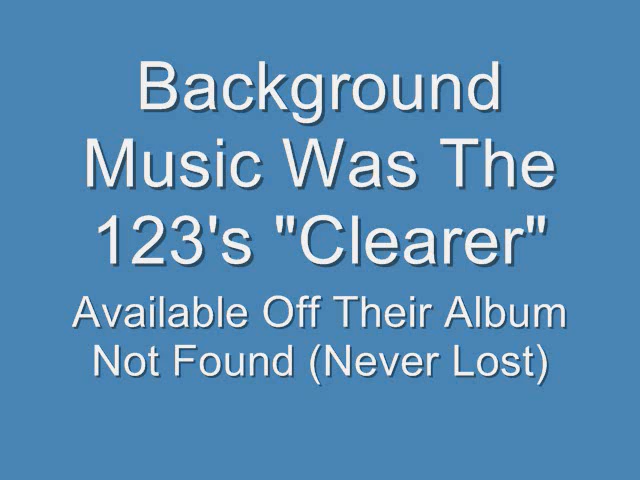 Background
Music Was The
123's "Clearer"
Available Off Their Album
Not Found (Never Lost)